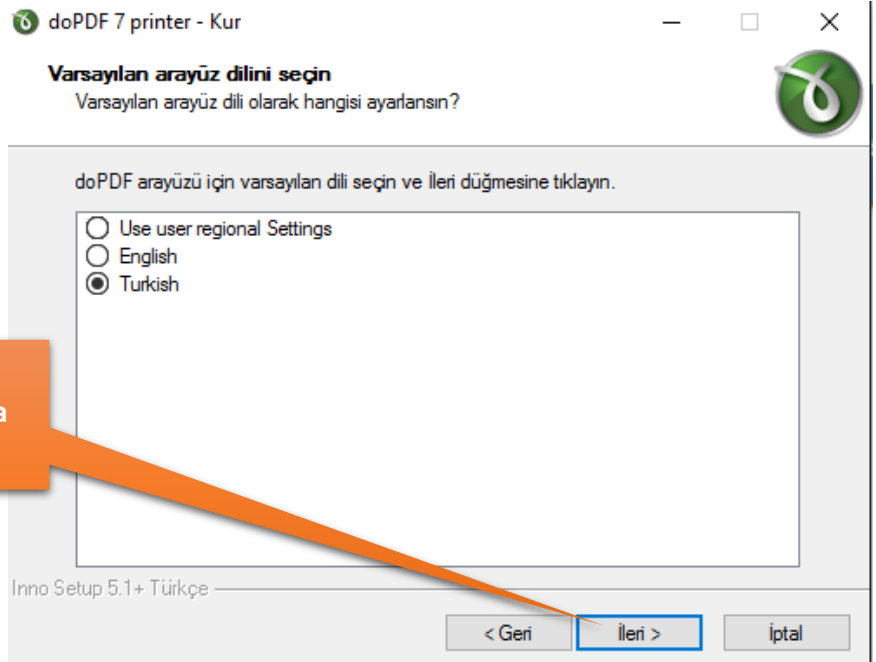 doPDF 7 printer - Kur
Varsayılan arayüz dilini seçin
Varsayılan arayüz dili olarak hangisi ayarlansın?
doPDF arayüzü için varsayılan dili seçin ve İleri düğmesine tıklayın.
Use user regional Settings
English
Turkish
a
Inno Setup 5.1+ Türkçe
< Geri
İleri >
İptal